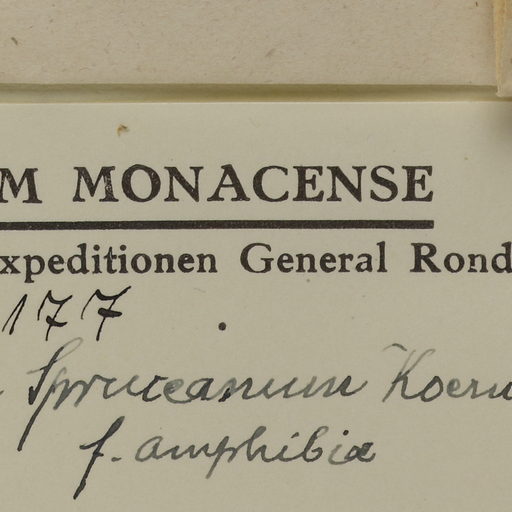 M MONACENSE
xpeditionen General Rond
177
Spruceanum Koern
f. amphibia